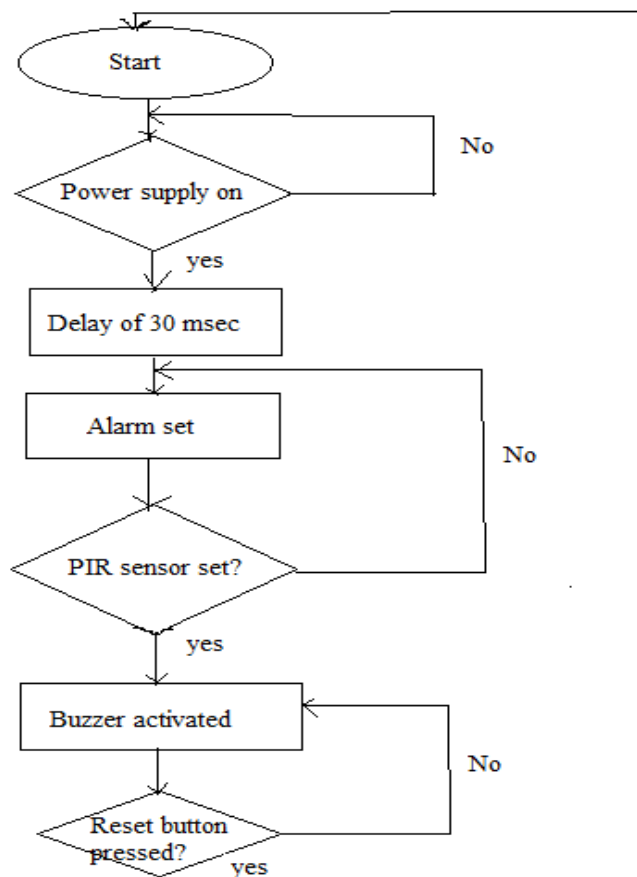 Start
No
Power supply on
yes
Delay of 30 msec
Alarm set
No
PIR sensor set?
yes
Buzzer activated
No
Reset button
pressed?
yes